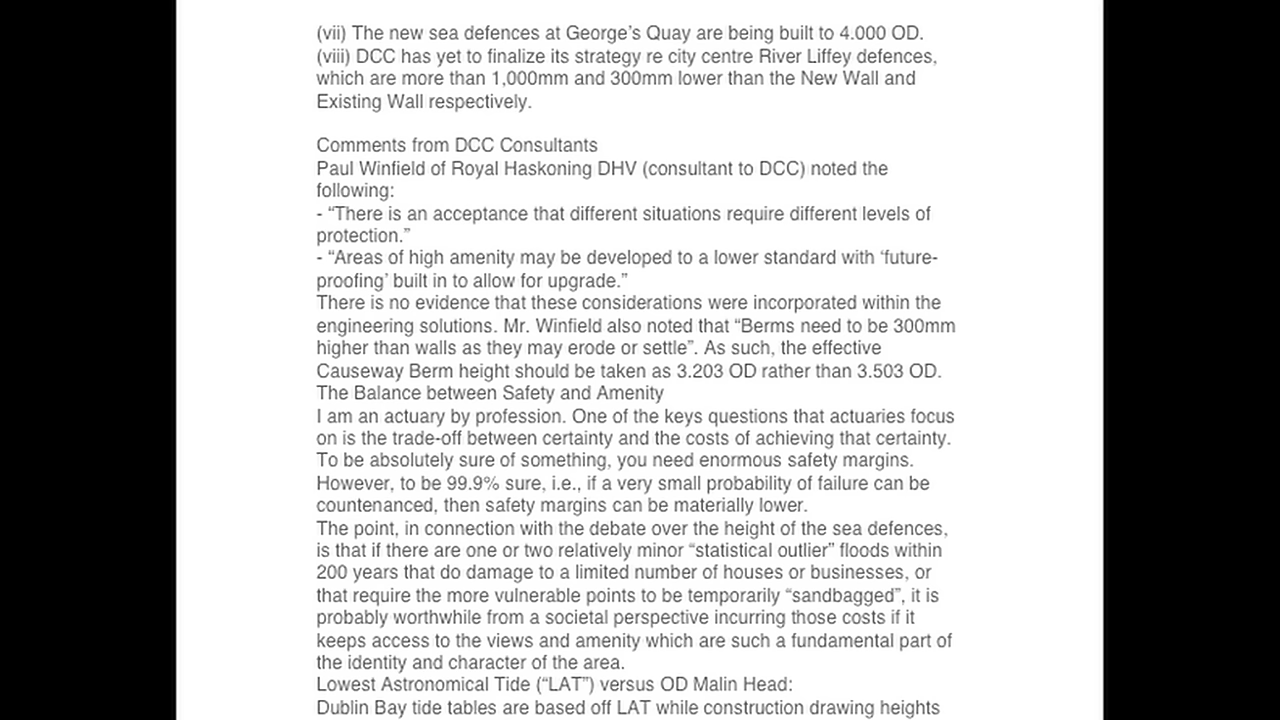 (vii) The new sea defences at George’s Quay are being built to 4.000 OD.
(viii) DCC has yet to finalize its strategy re city centre River Liffey defences,
which are more than 1,000mm and 300mm lower than the New Wall and
Existing Wall respectively.
Comments from DCC Consultants
Paul Winfield of Royal Haskoning DHV (consultant to DCC) noted the
following:
- “There is an acceptance that different situations require different levels of
protection.”
- “Areas of high amenity may be developed to a lower standard with ‘future-
proofing’ built in to allow for upgrade.”
There is no evidence that these considerations were incorporated within the
engineering solutions. Mr. Winfield also noted that “Berms need to be 300mm
higher than walls as they may erode or settle”. As such, the effective
Causeway Berm height should be taken as 3.203 OD rather than 3.503 OD.
The Balance between Safety and Amenity
I am an actuary by profession. One of the keys questions that actuaries focus
on is the trade-off between certainty and the costs of achieving that certainty.
To be absolutely sure of something, you need enormous safety margins.
However, to be 99.9% sure, i.e., if a very small probability of failure can be
countenanced, then safety margins can be materially lower.
The point, in connection with the debate over the height of the sea defences,
is that if there are one or two relatively minor “statistical outlier” floods within
200 years that do damage to a limited number of houses or businesses, or
that require the more vulnerable points to be temporarily “sandbagged”, it is
probably worthwhile from a societal perspective incurring those costs if it
keeps access to the views and amenity which are such a fundamental part of
the identity and character of the area.
Lowest Astronomical Tide (“LAT”) versus OD Malin Head:
Dublin Bay tide tables are based off LAT while construction drawing heights